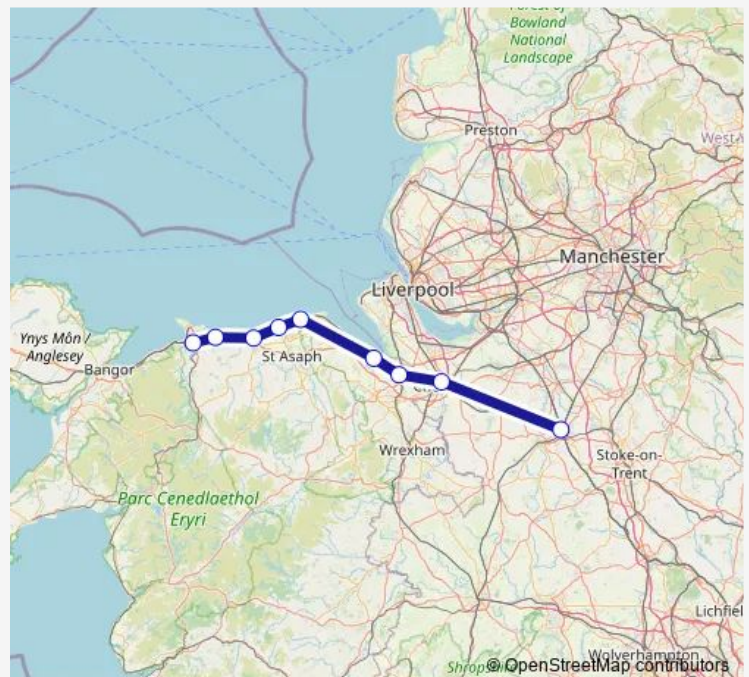 Forest of
Bowland
National
Landscape
Preston
Manchester
Liverpool
Ynys Môn /
Anglesey
Bangor
St Asaph
Wrexham
Stoke-on-
Trent
Parc Cenedlaethol
Eryri
Lichfiel
Wolverhampton
Shropshire
© OpenStreetMap contributors